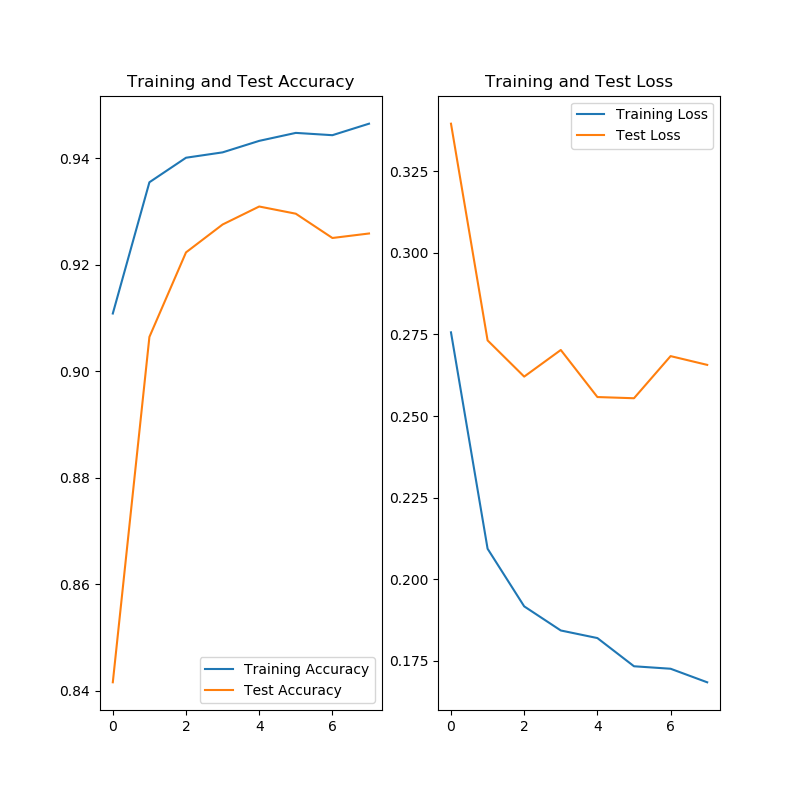 Training and Test Accuracy
0.94
0.92
0.90
0.88
0.86
0.84
0 2 4 6
Training Accuracy
Test Accuracy
Training and Test Loss
0.325
0.300
0.275
0.250
0.225
0.200
0.175
0 2 4 6
Training Loss
Test Loss